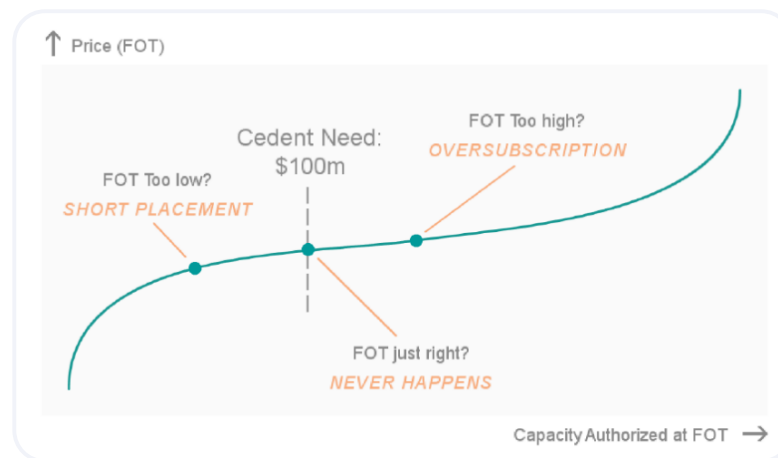 Price (FOT)
FOT Too high?
OVERSUBSCRIPTION
Cedent Need:
$100m
FOT Too low?
SHORT PLACEMENT
FOT just right?
NEVER HAPPENS
Capacity Authorized at FOT